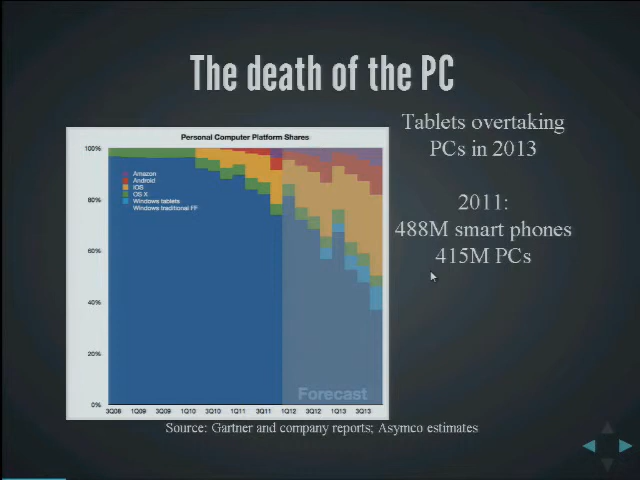 The death of the PC
Tablets overtaking
PCs in 2013
2011:
488M smart phones
415M PCs
Personal Computer Platform Shares
100%
80%
60%
40%
20%
0%
Amazon
Android
iOS
OS X
Windows tablets
Windows traditional FF
Forecast
3Q08 1Q09 3Q09 1Q10 3Q10 1Q11 3Q11 1Q12 3Q12 1Q13 3Q13
Source: Gartner and company reports; Asymco estimates